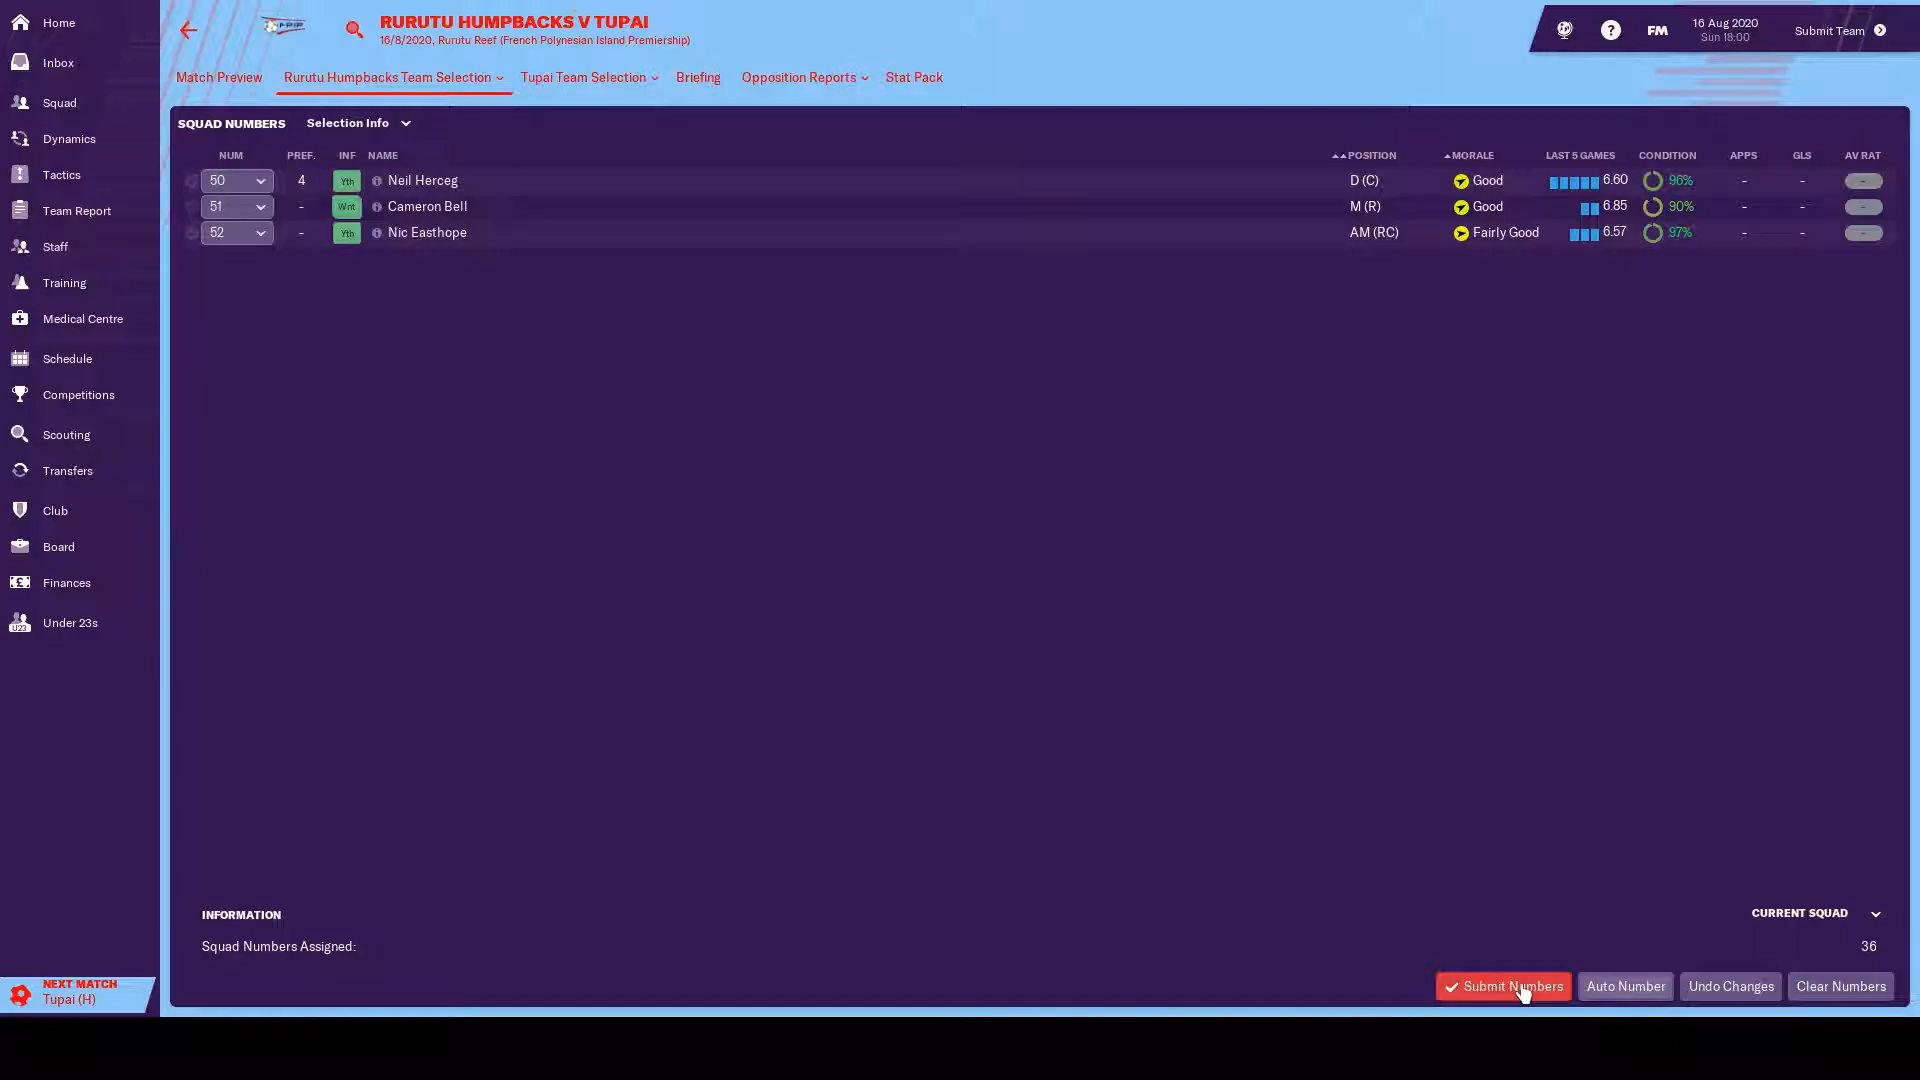 Home
Inbox
Squad
Dynamics
Tactics
Team Report
Staff
Training
Medical Centre
Schedule
Competitions
Scouting
Transfers
Club
Board
Finances
U23
Under 23s
NEXT MATCH
Tupai (H)
RURUTU HUMPBACKS V TUPAI
16/8/2020, Rurutu Reef (French Polynesian Island Premiership)
FM
16 Aug 2020
Sun 18:00
Submit Team
Match Preview Rurutu Humpbacks Team Selection Tupai Team Selection Briefing Opposition Reports Stat Pack
SQUAD NUMBERS Selection Info
NUM PREF. INF NAME POSITION MORALE LAST 5 GAMES CONDITION APPS GLS AV RAT
50 4 Yth Neil Herceg D (C) Good 6.60 96% - - -
51 - Wnt Cameron Bell M (R) Good 6.85 90% - - -
52 - Yth Nic Easthope AM (RC) Fairly Good 6.57 97% - - -
INFORMATION CURRENT SQUAD
Squad Numbers Assigned: 36
Submit Numbers Auto Number Undo Changes Clear Numbers